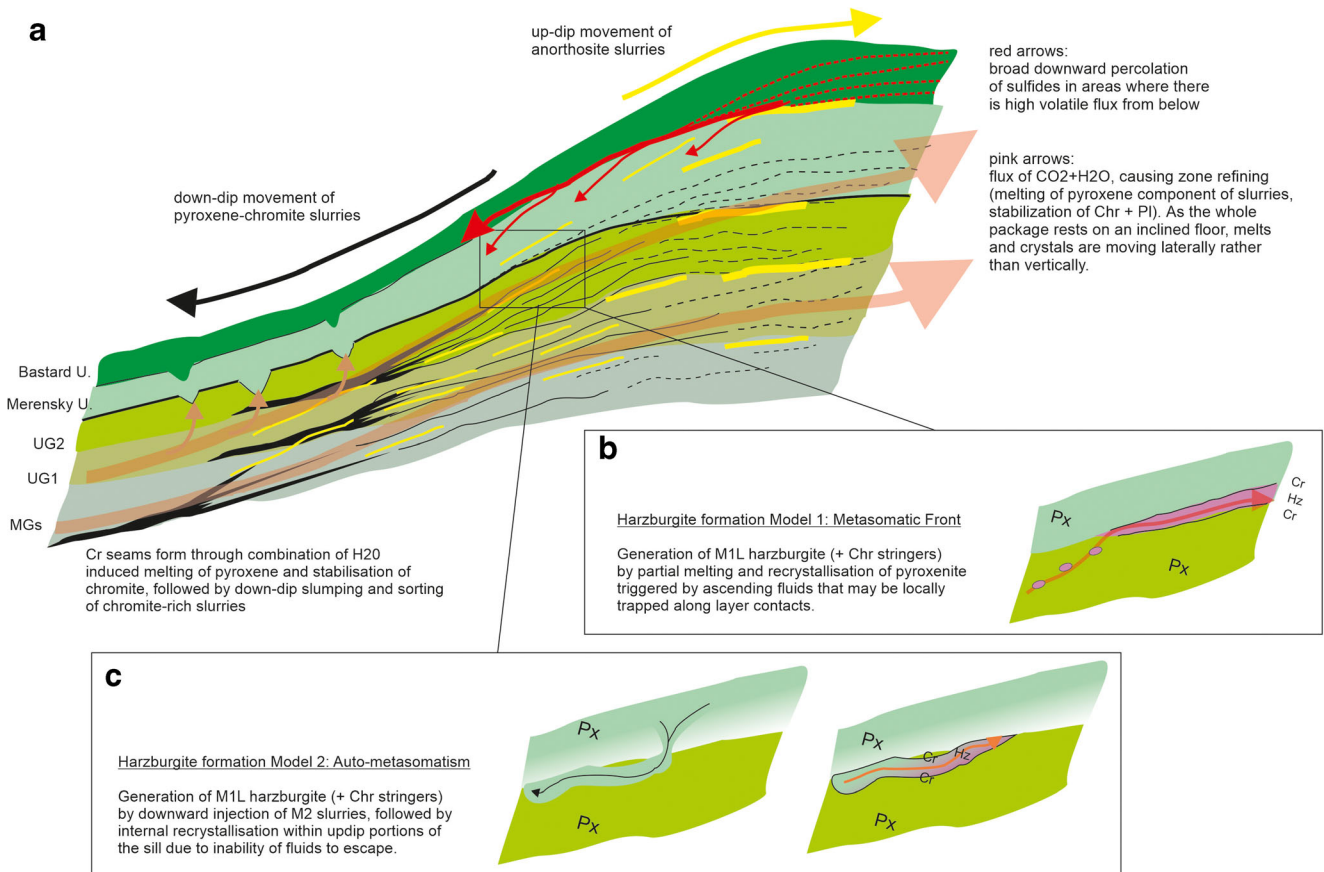 a
up-dip movement of
anorthosite slurries
red arrows:
broad downward percolation
of sulfides in areas where there
is high volatile flux from below
down-dip movement of
pyroxene-chromite slurries
pink arrows:
flux of CO2+H2O, causing zone refining
(melting of pyroxene component of slurries,
stabilization of Chr + Pl). As the whole
package rests on an inclined floor, melts
and crystals are moving laterally rather
than vertically.
Bastard U.
Merensky U.
UG2
UG1
MGs
Cr seams form through combination of H20
induced melting of pyroxene and stabilisation of
chromite, followed by down-dip slumping and sorting
of chromite-rich slurries
b
Harzburgite formation Model 1: Metasomatic Front
Generation of M1L harzburgite (+ Chr stringers)
by partial melting and recrystallisation of pyroxenite
triggered by ascending fluids that may be locally
trapped along layer contacts.
Px
Cr
Hz
Cr
Px
c
Harzburgite formation Model 2: Auto-metasomatism
Generation of M1L harzburgite (+ Chr stringers)
by downward injection of M2 slurries, followed by
internal recrystallisation within updip portions of
the sill due to inability of fluids to escape.
Px
Px
Px
Cr
Hz
Cr
Px